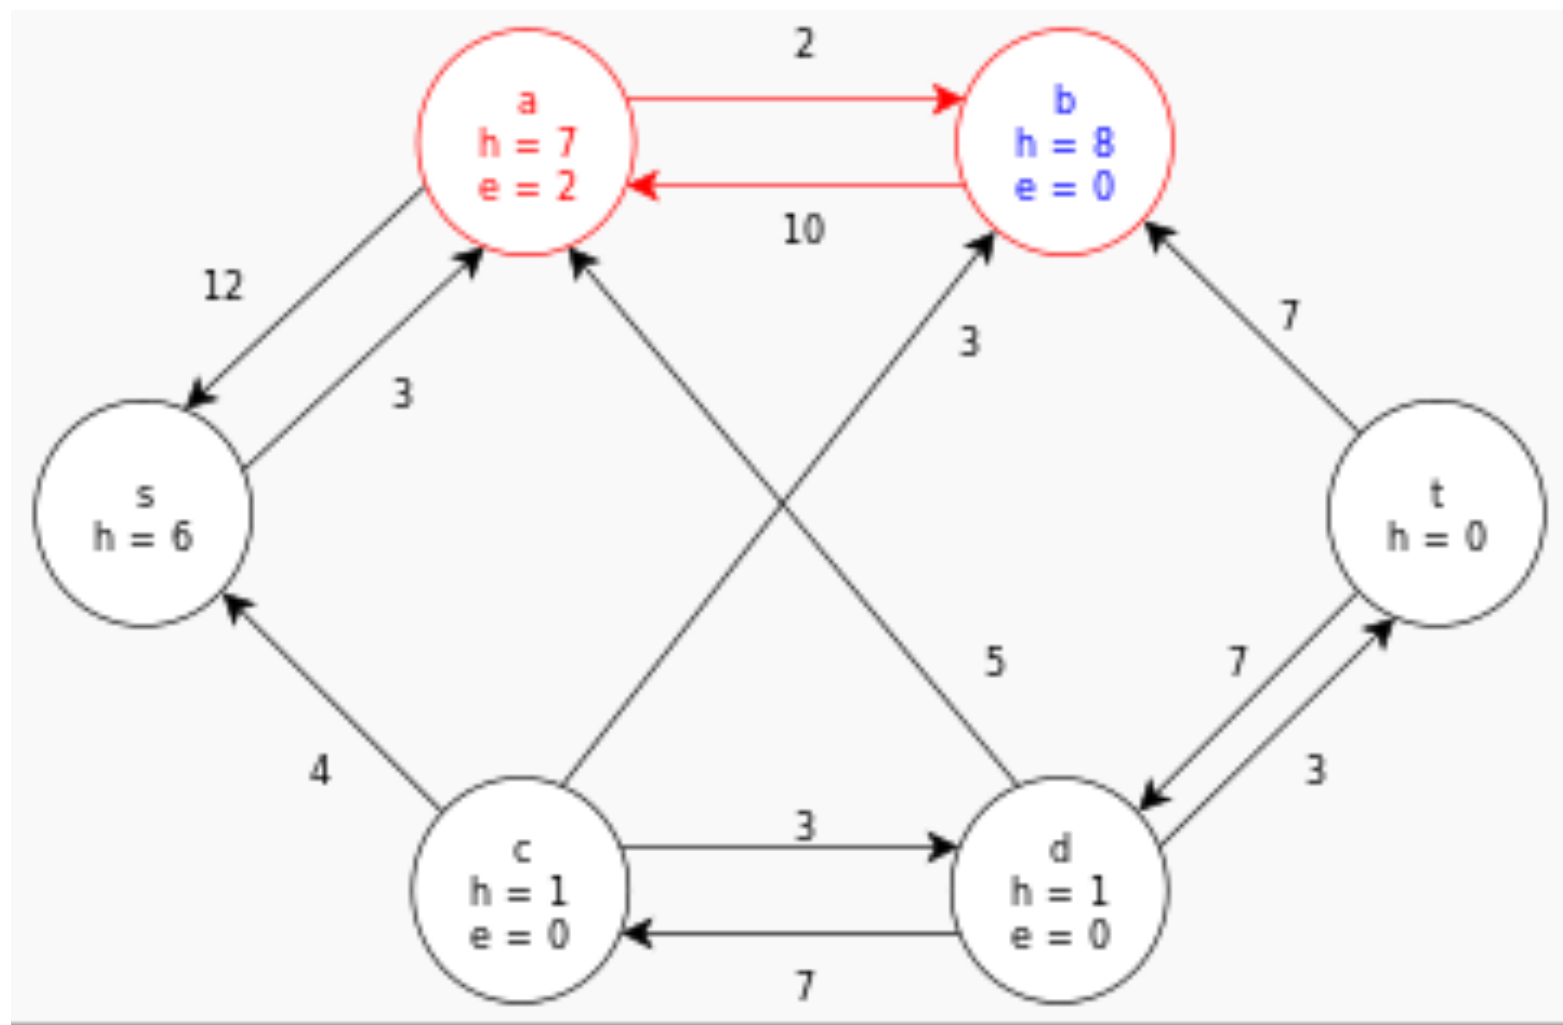 2
a
h = 7
e = 2
b
h = 8
e = 0
10
12
3
3
7
s
h = 6
t
h = 0
5
7
4
3
3
c
h = 1
e = 0
d
h = 1
e = 0
7